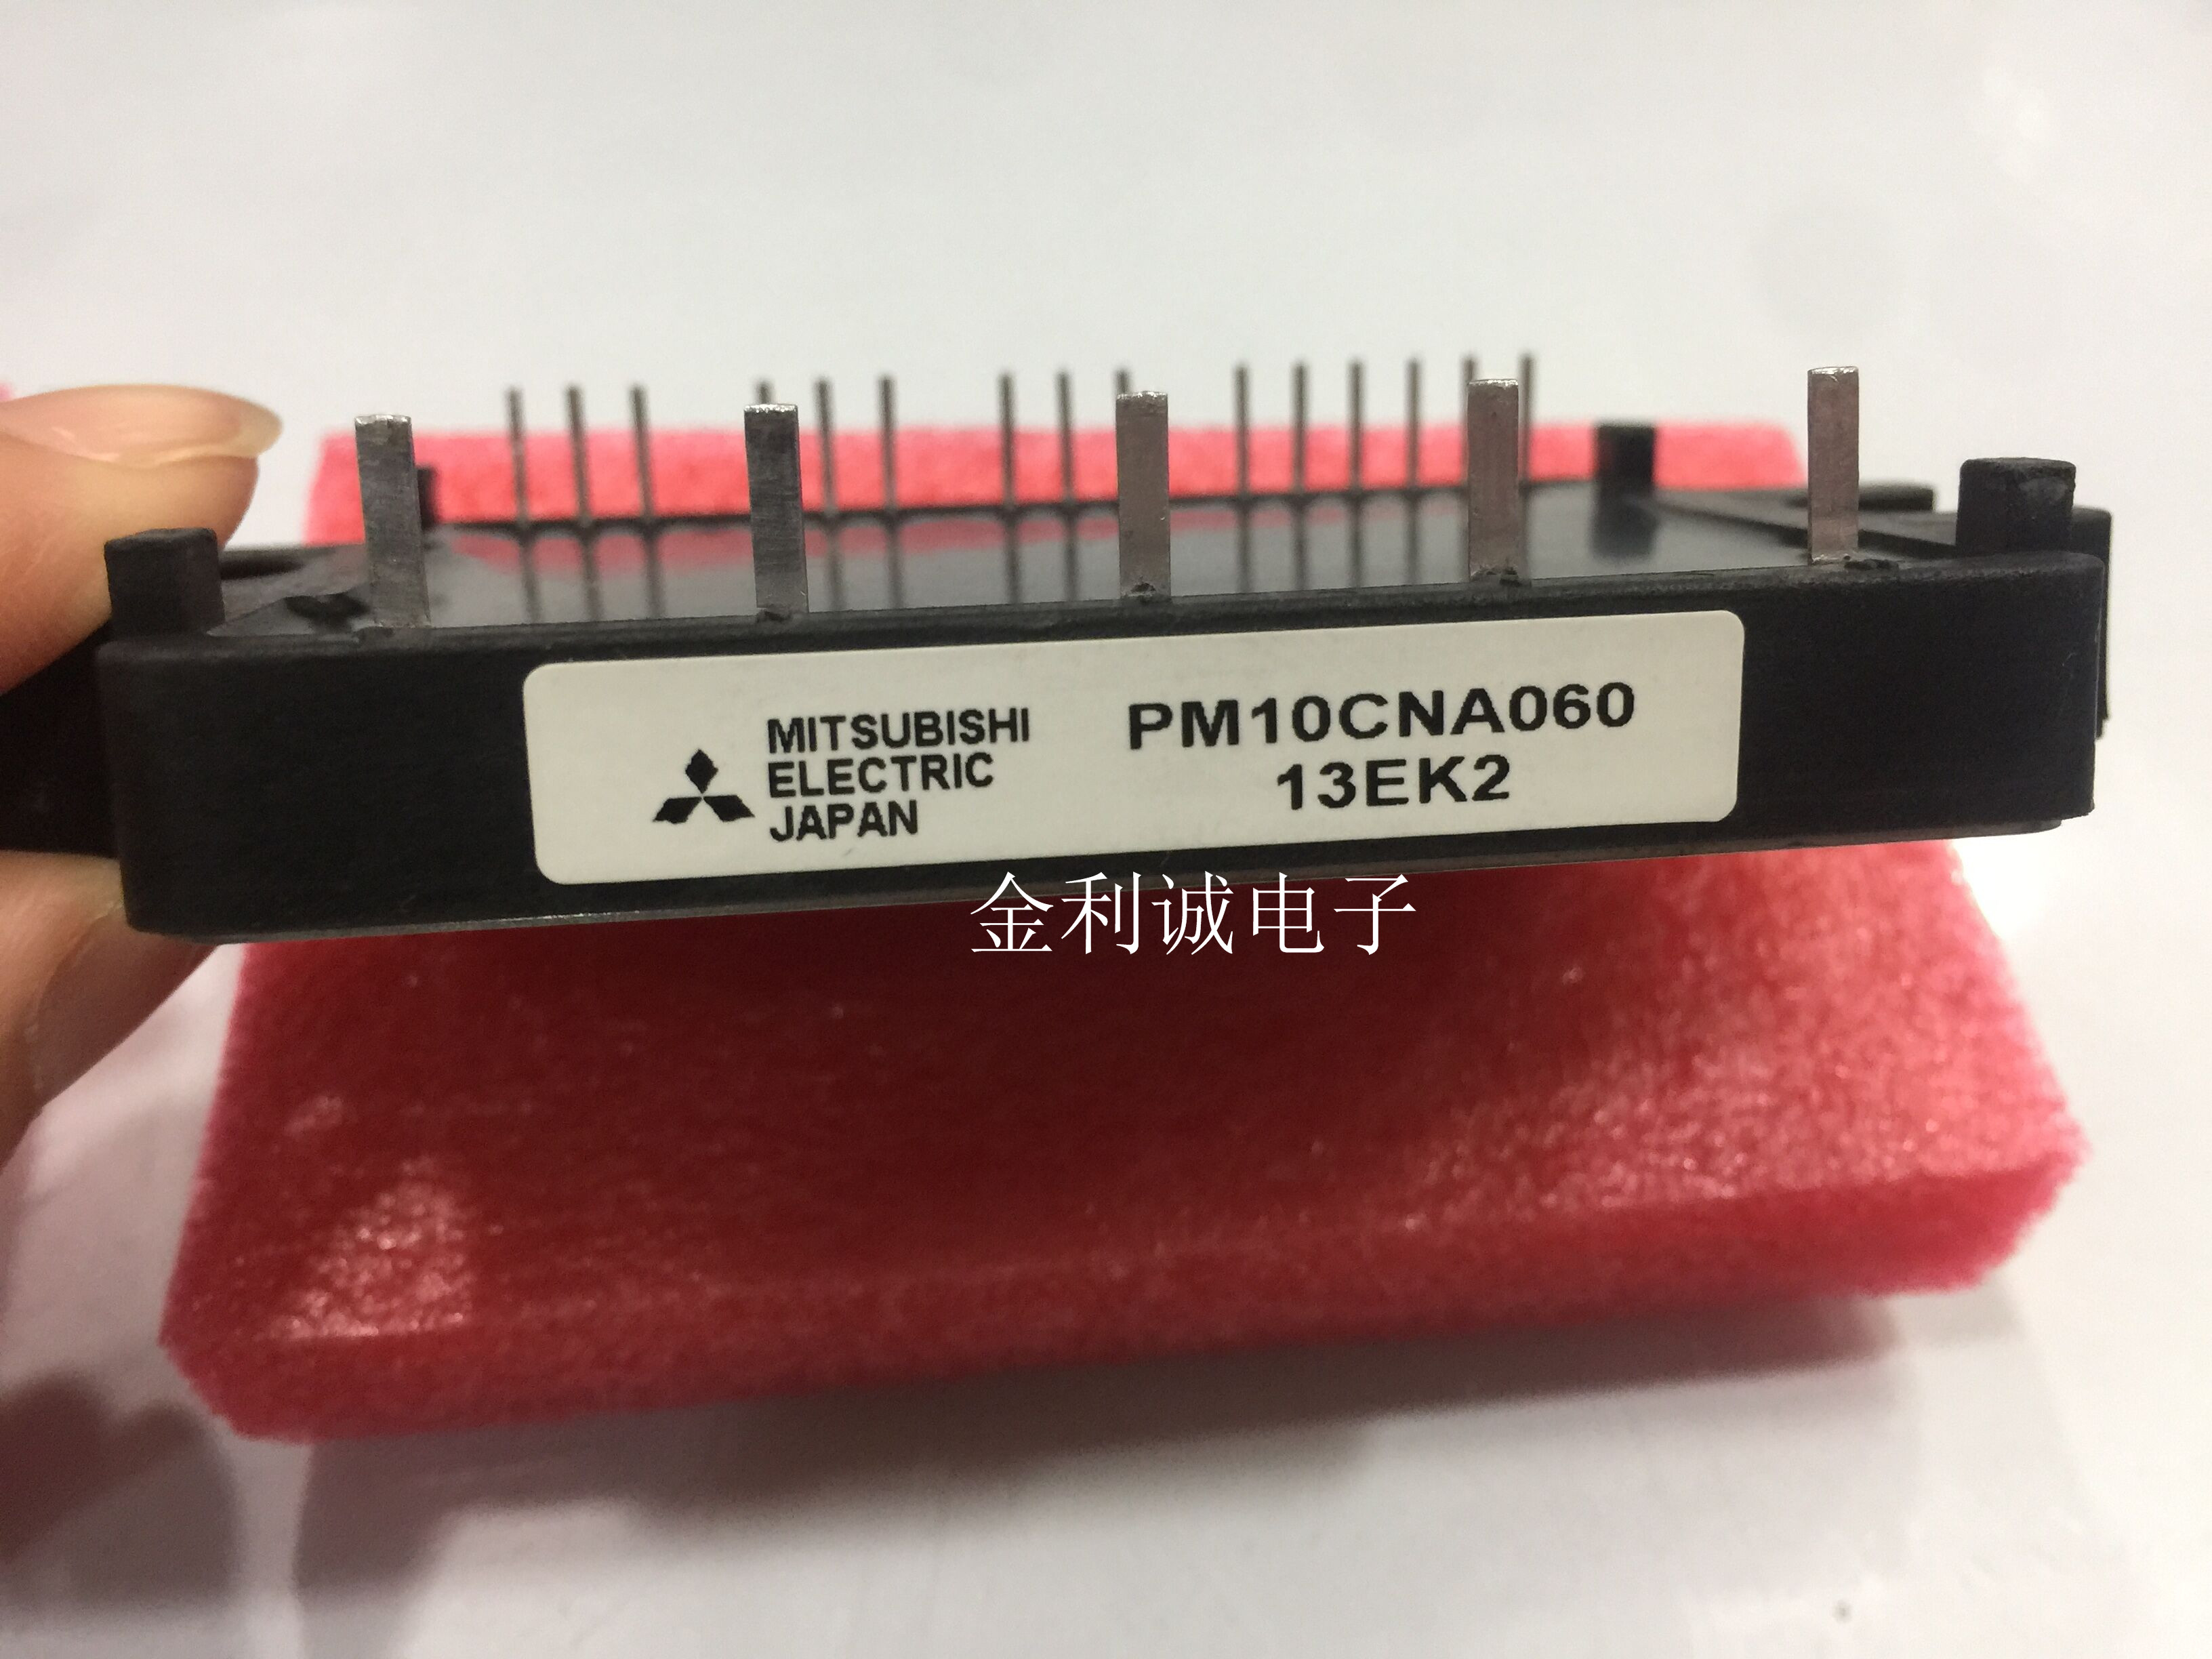 MITSUBISHI
ELECTRIC
JAPAN
PM10CNA060
13EK2
金利诚电子